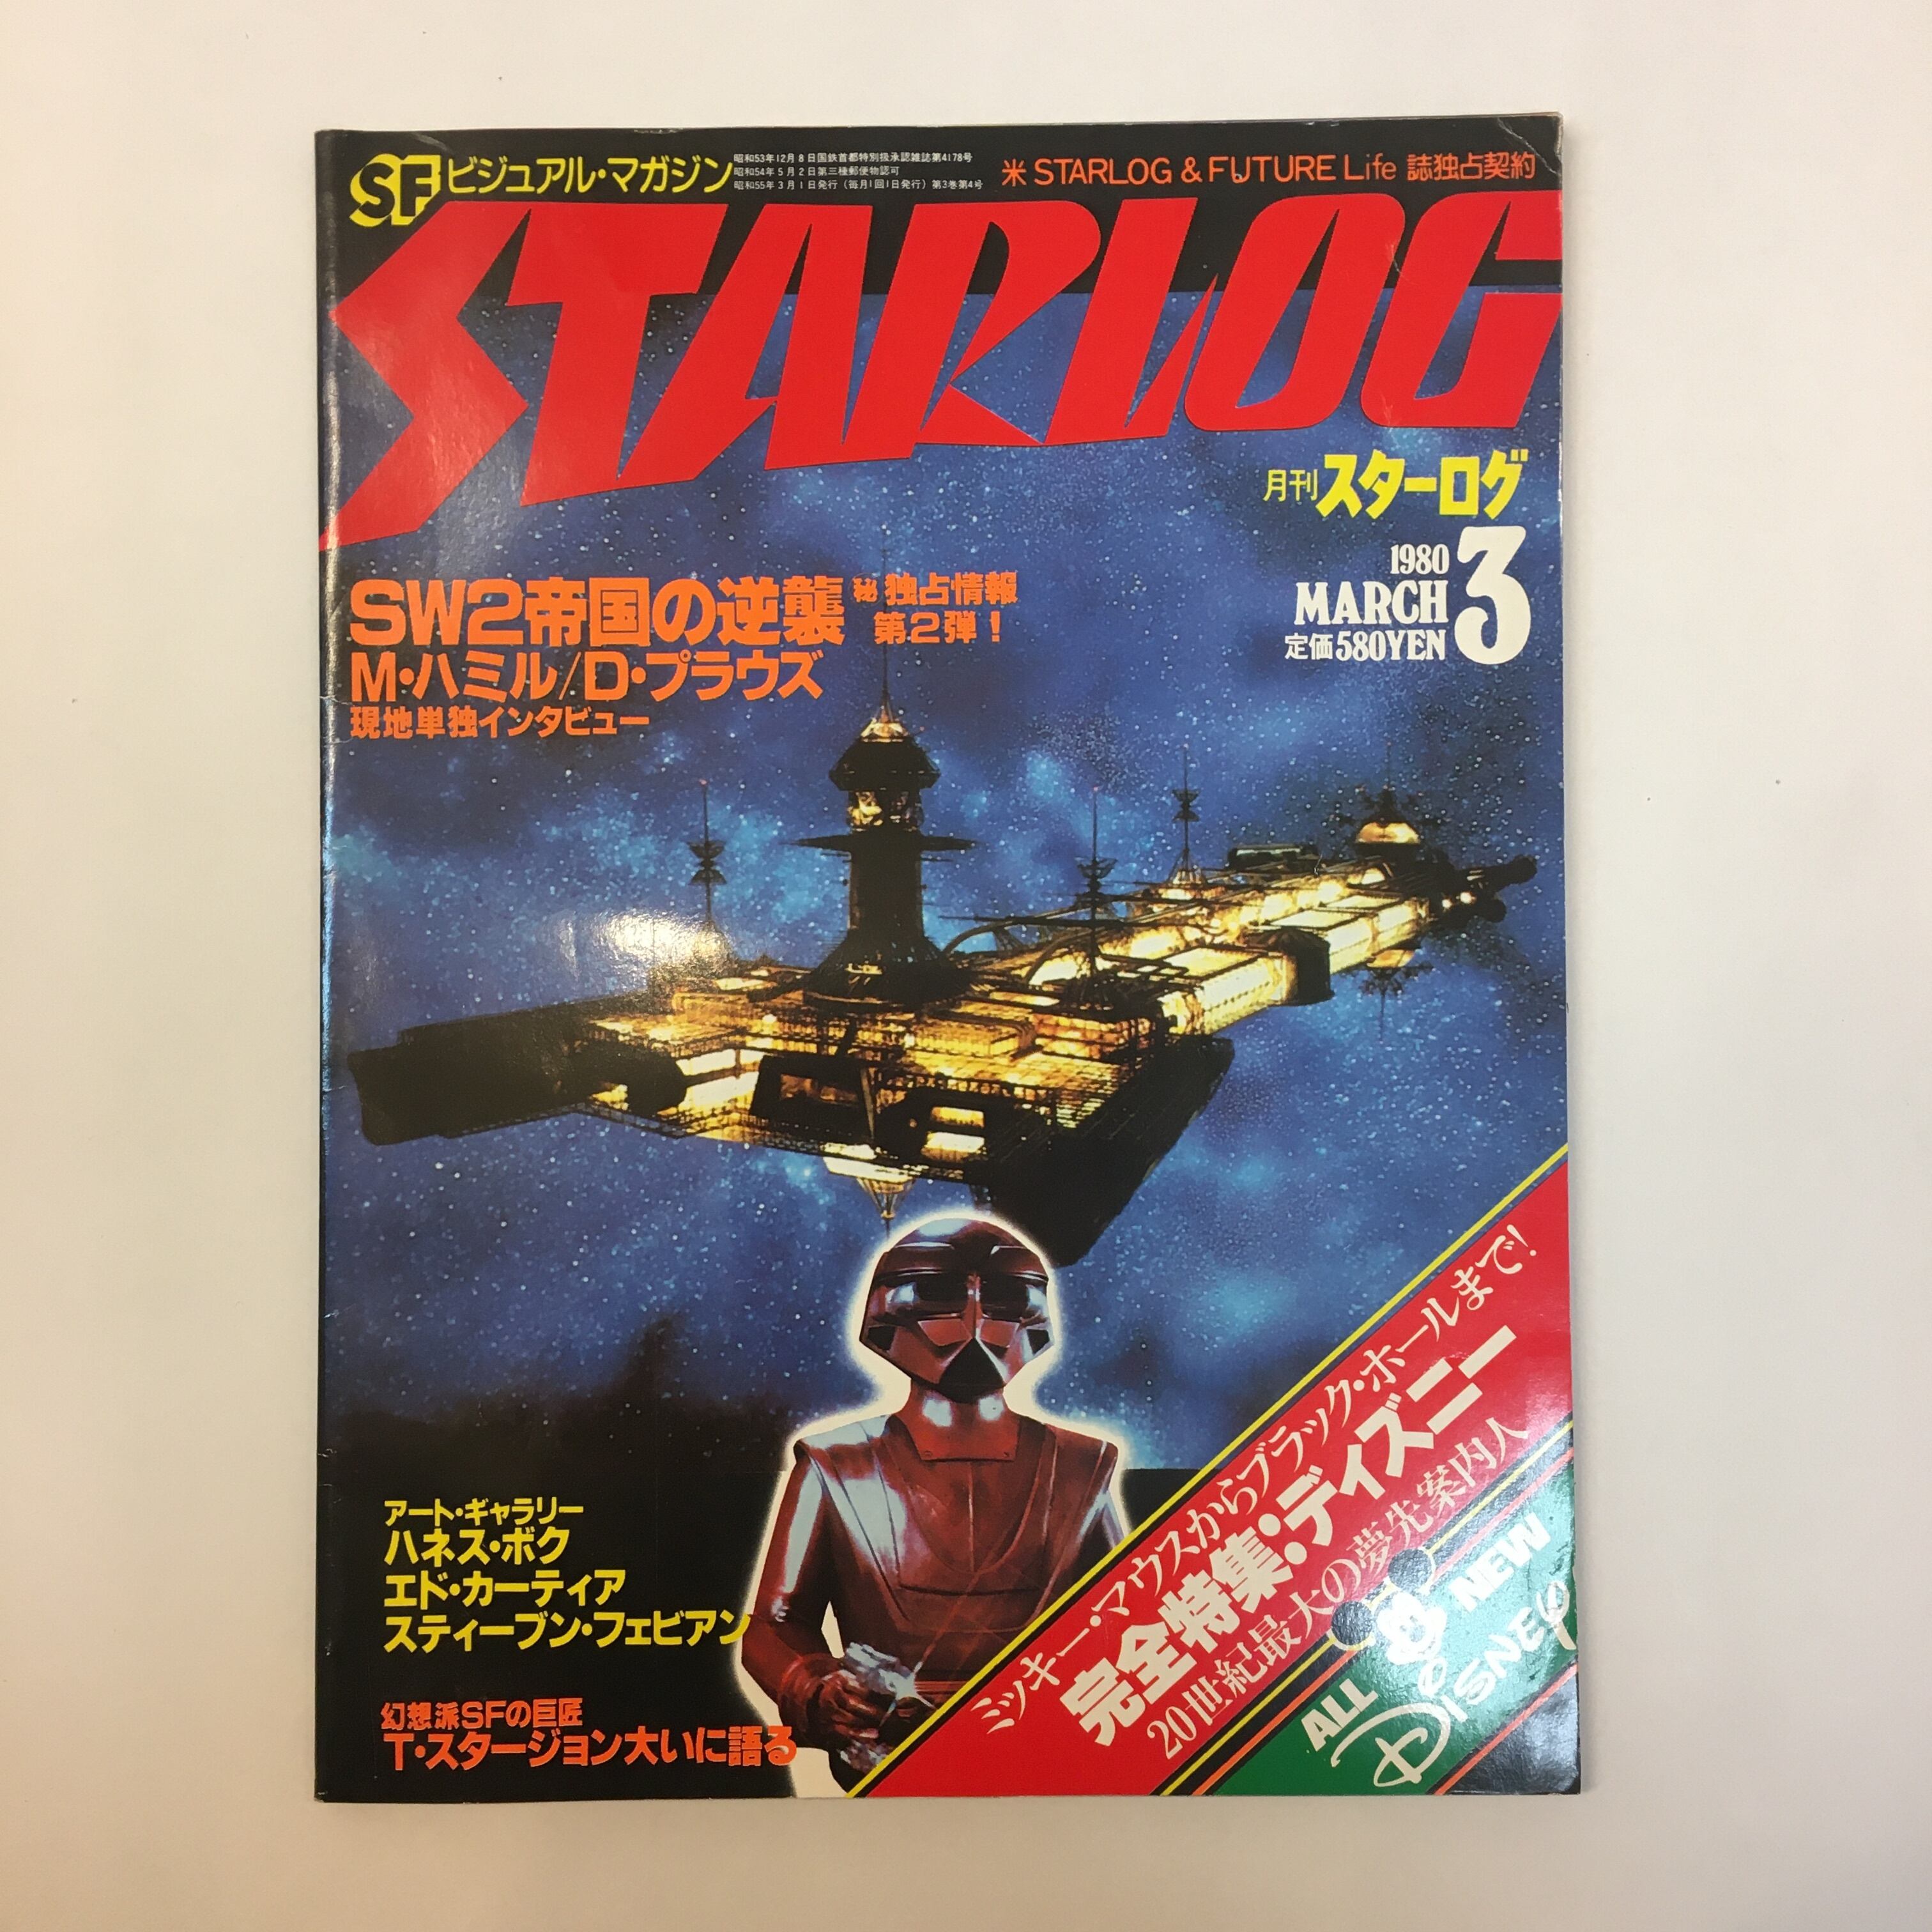 SFビジュアル・マガジン
昭和53年12月8日国鉄首都特別扱承認雑誌第4178号
昭和54年5月2日第三種郵便物認可
昭和55年3月1日発行（毎月1回1日発行）第3巻第4号
米 STARLOG & FUTURE Life 誌独占契約
STARLOG
月刊スターログ
1980
MARCH 3
定価580YEN
SW2帝国の逆襲 ㊙独占情報
第2弾！
M・ハミル/D・プラウズ
現地単独インタビュー
アート・ギャラリー
ハネス・ボク
エド・カーティア
スティーブン・フェビアン
幻想派SFの巨匠
T・スタージョン大いに語る
ミッキー・マウスからブラック・ホールまで!
完全特集:ディズニー
20世紀最大の夢先案内人
ALL NEW
DISNEY